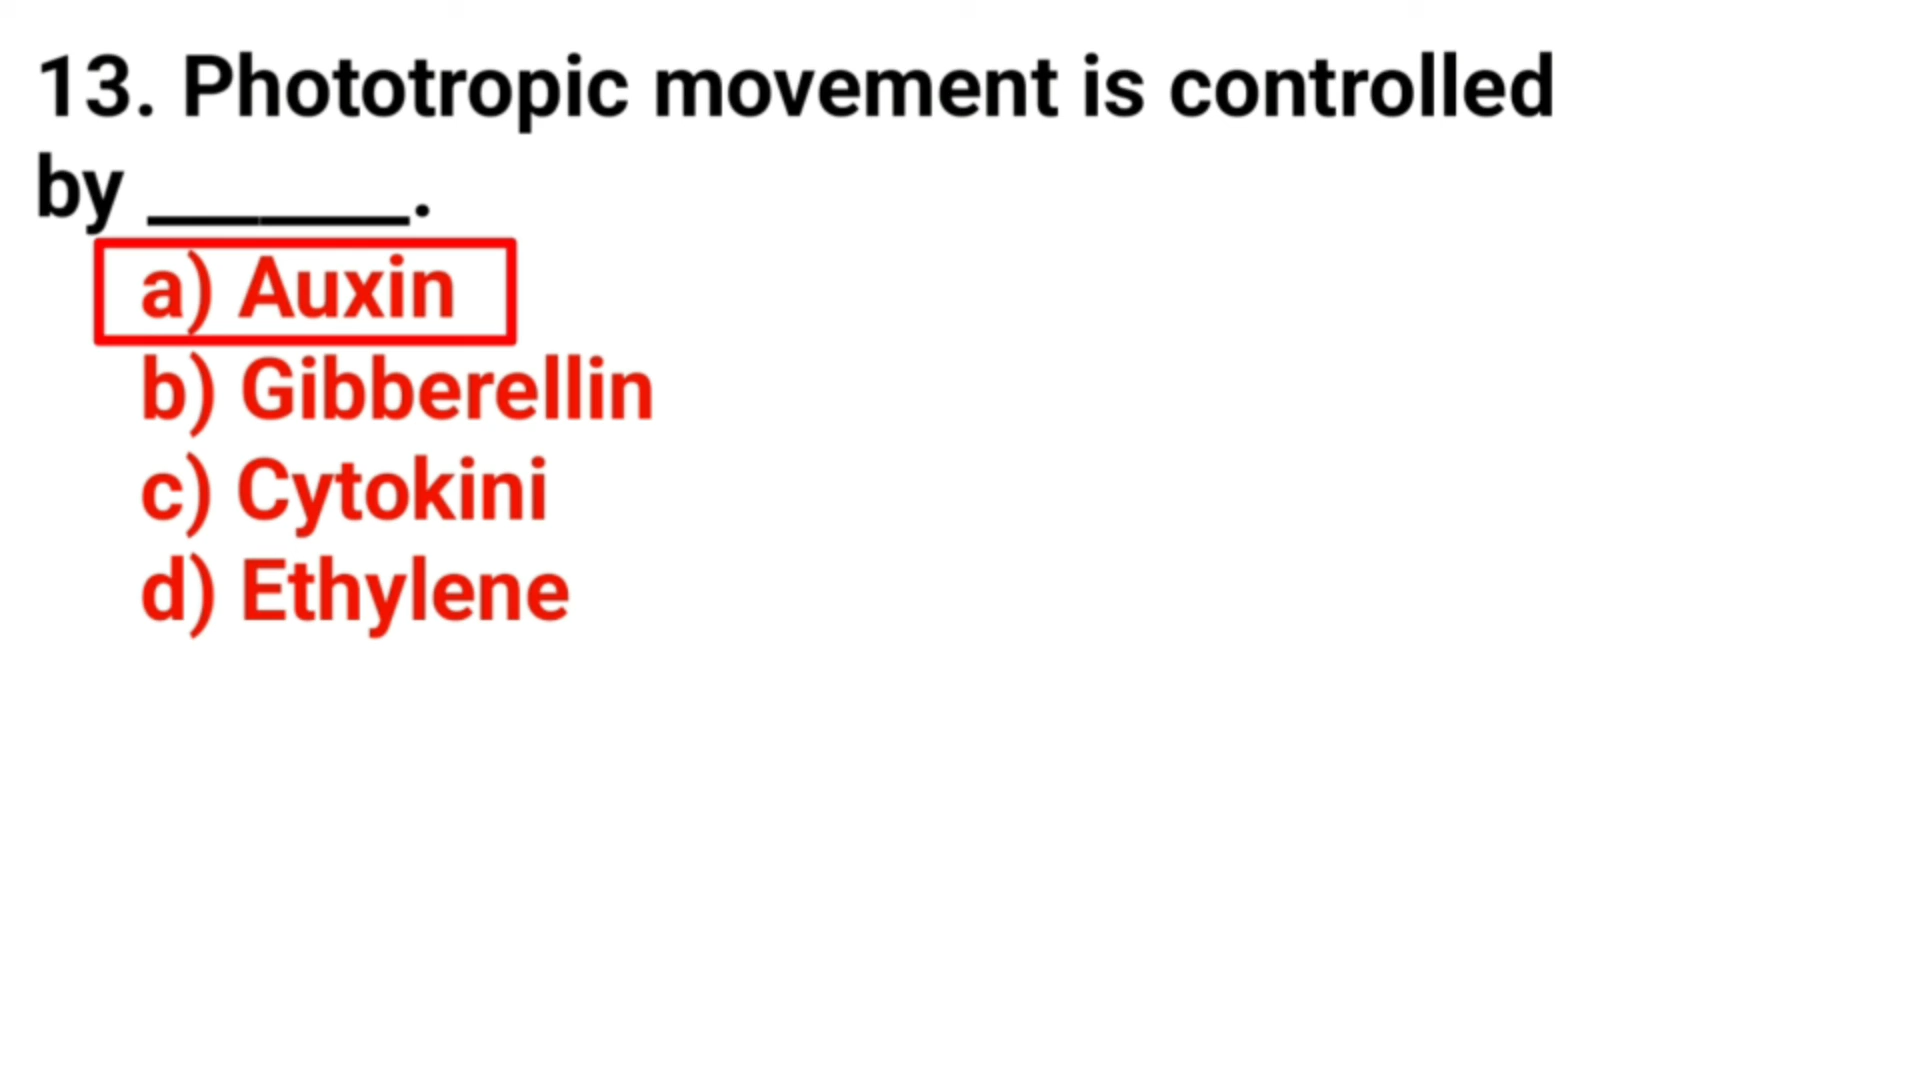 13. Phototropic movement is controlled
by ______.
a) Auxin
b) Gibberellin
c) Cytokini
d) Ethylene